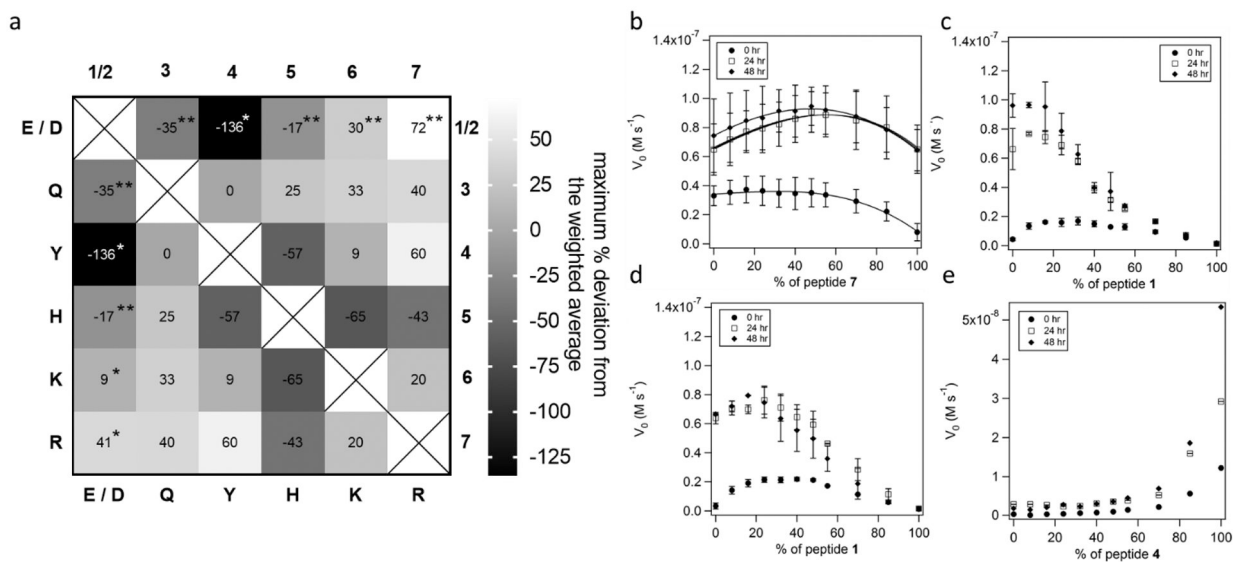 a
1/2 3 4 5 6 7
E / D -35** -136* -17** 30** 72** 1/2
Q -35** 0 25 33 40 3
Y -136* 0 -57 9 60 4
H -17** 25 -57 -65 -43 5
K 9* 33 9 -65 20 6
R 41* 40 60 -43 20 7
E / D Q Y H K R
50
25
0
-25
-50
-75
-100
-125
maximum % deviation from
the weighted average
b
1.4x10⁻⁷
1.2
1.0
0.8
0.6
0.4
0.2
0.0
V₀ (M s⁻¹)
0 hr
24 hr
48 hr
0 20 40 60 80 100
% of peptide 7
c
1.4x10⁻⁷
1.2
1.0
0.8
0.6
0.4
0.2
0.0
V₀ (M s⁻¹)
0 hr
24 hr
48 hr
0 20 40 60 80 100
% of peptide 1
d
1.4x10⁻⁷
1.2
1.0
0.8
0.6
0.4
0.2
0.0
V₀ (M s⁻¹)
0 hr
24 hr
48 hr
0 20 40 60 80 100
% of peptide 1
e
5x10⁻⁸
4
3
2
1
0
V₀ (M s⁻¹)
0 hr
24 hr
48 hr
0 20 40 60 80 100
% of peptide 4